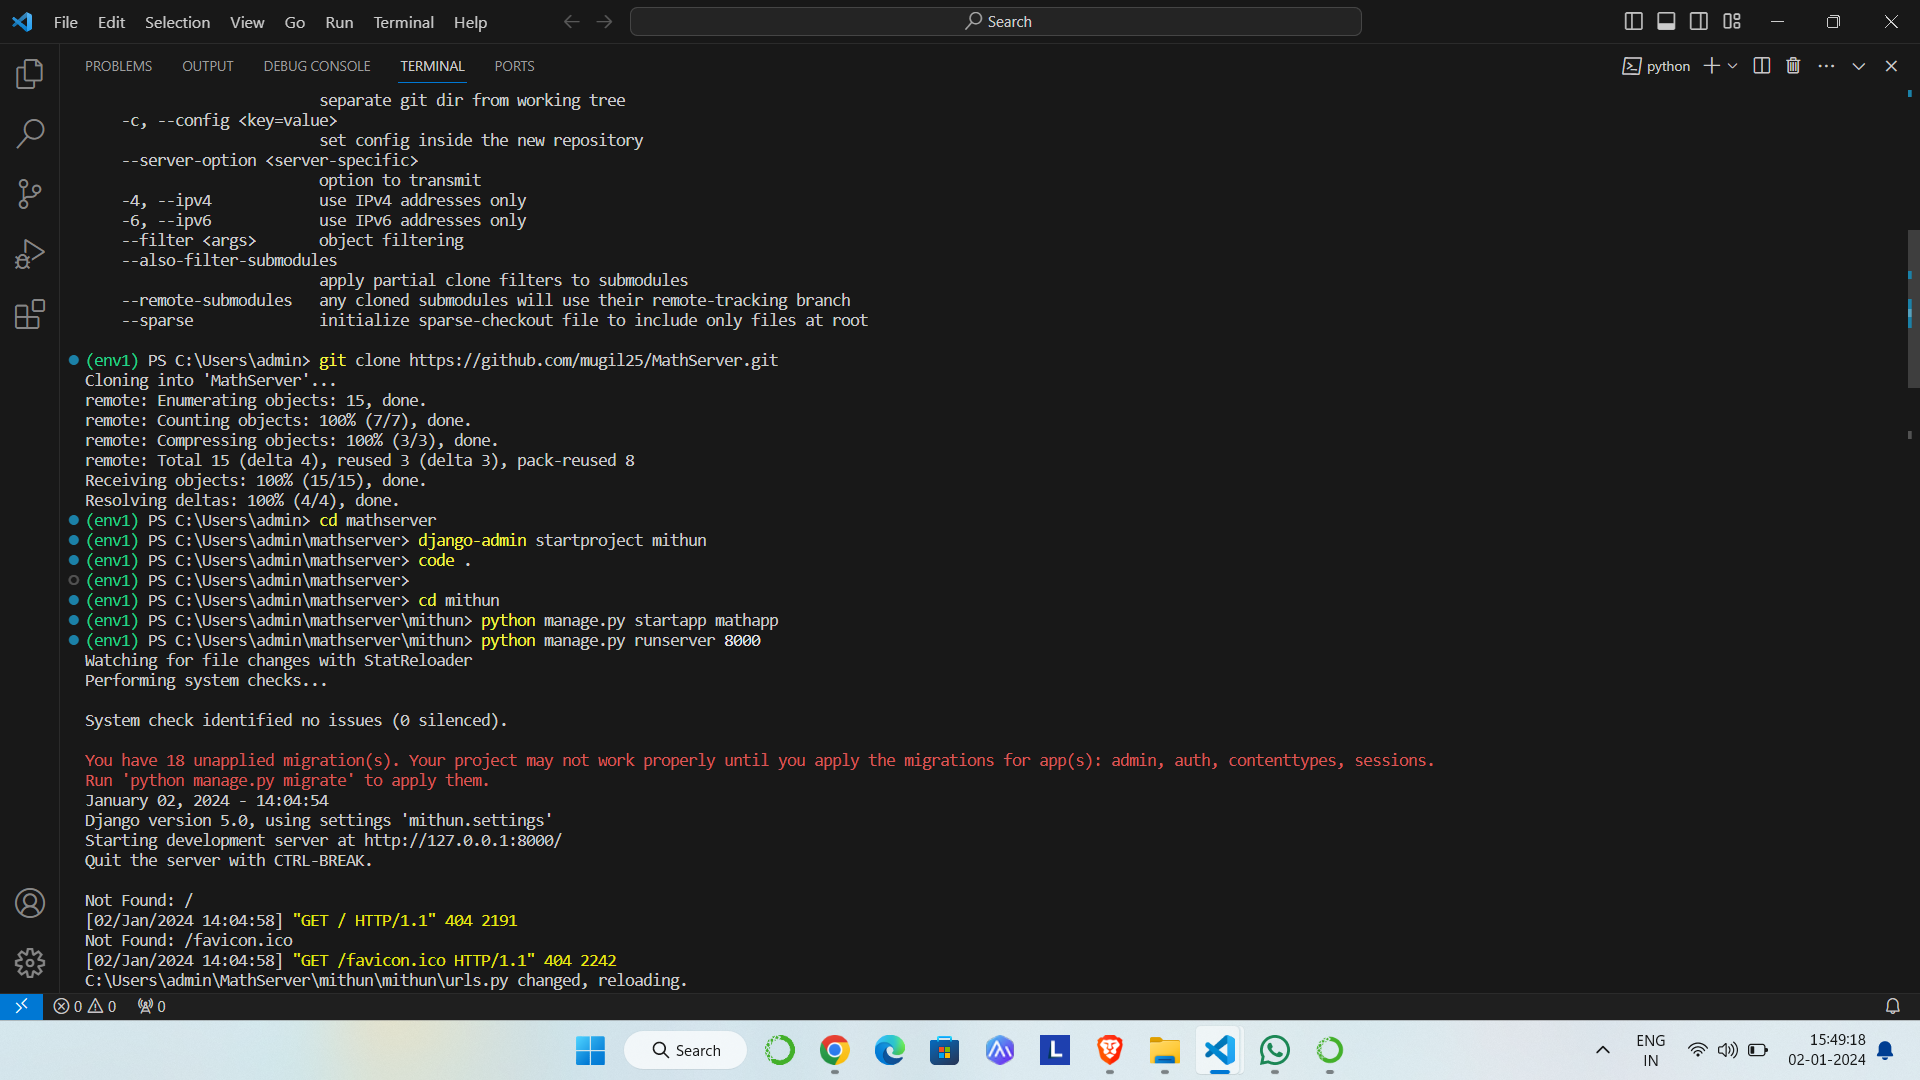 File Edit Selection View Go Run Terminal Help
Search
PROBLEMS OUTPUT DEBUG CONSOLE TERMINAL PORTS
python
separate git dir from working tree
-c, --config <key=value>
set config inside the new repository
--server-option <server-specific>
option to transmit
-4, --ipv4 use IPv4 addresses only
-6, --ipv6 use IPv6 addresses only
--filter <args> object filtering
--also-filter-submodules
apply partial clone filters to submodules
--remote-submodules any cloned submodules will use their remote-tracking branch
--sparse initialize sparse-checkout file to include only files at root
(env1) PS C:\Users\admin> git clone https://github.com/mugil25/MathServer.git
Cloning into 'MathServer'...
remote: Enumerating objects: 15, done.
remote: Counting objects: 100% (7/7), done.
remote: Compressing objects: 100% (3/3), done.
remote: Total 15 (delta 4), reused 3 (delta 3), pack-reused 8
Receiving objects: 100% (15/15), done.
Resolving deltas: 100% (4/4), done.
(env1) PS C:\Users\admin> cd mathserver
(env1) PS C:\Users\admin\mathserver> django-admin startproject mithun
(env1) PS C:\Users\admin\mathserver> code .
(env1) PS C:\Users\admin\mathserver>
(env1) PS C:\Users\admin\mathserver> cd mithun
(env1) PS C:\Users\admin\mathserver\mithun> python manage.py startapp mathapp
(env1) PS C:\Users\admin\mathserver\mithun> python manage.py runserver 8000
Watching for file changes with StatReloader
Performing system checks...
System check identified no issues (0 silenced).
You have 18 unapplied migration(s). Your project may not work properly until you apply the migrations for app(s): admin, auth, contenttypes, sessions.
Run 'python manage.py migrate' to apply them.
January 02, 2024 - 14:04:54
Django version 5.0, using settings 'mithun.settings'
Starting development server at http://127.0.0.1:8000/
Quit the server with CTRL-BREAK.
Not Found: /
[02/Jan/2024 14:04:58] "GET / HTTP/1.1" 404 2191
Not Found: /favicon.ico
[02/Jan/2024 14:04:58] "GET /favicon.ico HTTP/1.1" 404 2242
C:\Users\admin\MathServer\mithun\mithun\urls.py changed, reloading.
0 0 0
Search
L
ENG
IN
15:49:18
02-01-2024